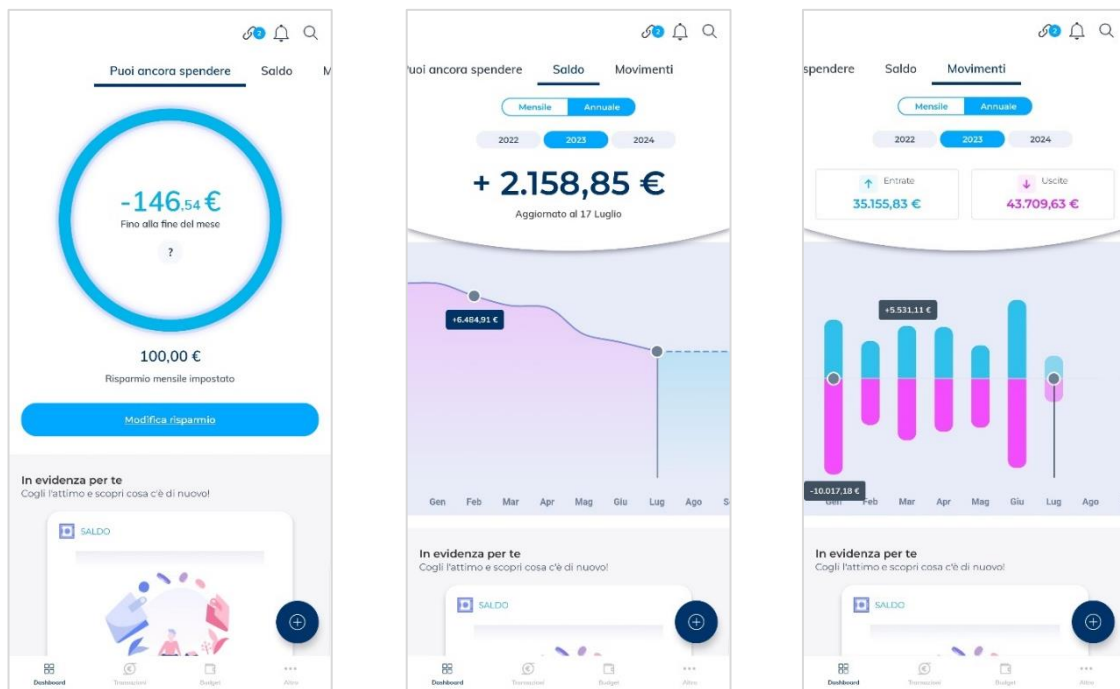 2
Puoi ancora spendere Saldo M
-146,54 €
Fino alla fine del mese
?
100,00 €
Risparmio mensile impostato
Modifica risparmio
In evidenza per te
Cogli l'attimo e scopri cosa c'è di nuovo!
SALDO
Dashboard Transazioni Budget Altro
2
uoi ancora spendere Saldo Movimenti
Mensile Annuale
2022 2023 2024
+ 2.158,85 €
Aggiornato al 17 Luglio
+6.484,91 €
Gen Feb Mar Apr Mag Giu Lug Ago S
In evidenza per te
Cogli l'attimo e scopri cosa c'è di nuovo!
SALDO
Dashboard Transazioni Budget Altro
2
spendere Saldo Movimenti
Mensile Annuale
2022 2023 2024
Entrate Uscite
35.155,83 € 43.709,63 €
+5.531,11 €
-10.017,18 €
Gen Feb Mar Apr Mag Giu Lug Ago
In evidenza per te
Cogli l'attimo e scopri cosa c'è di nuovo!
SALDO
Dashboard Transazioni Budget Altro